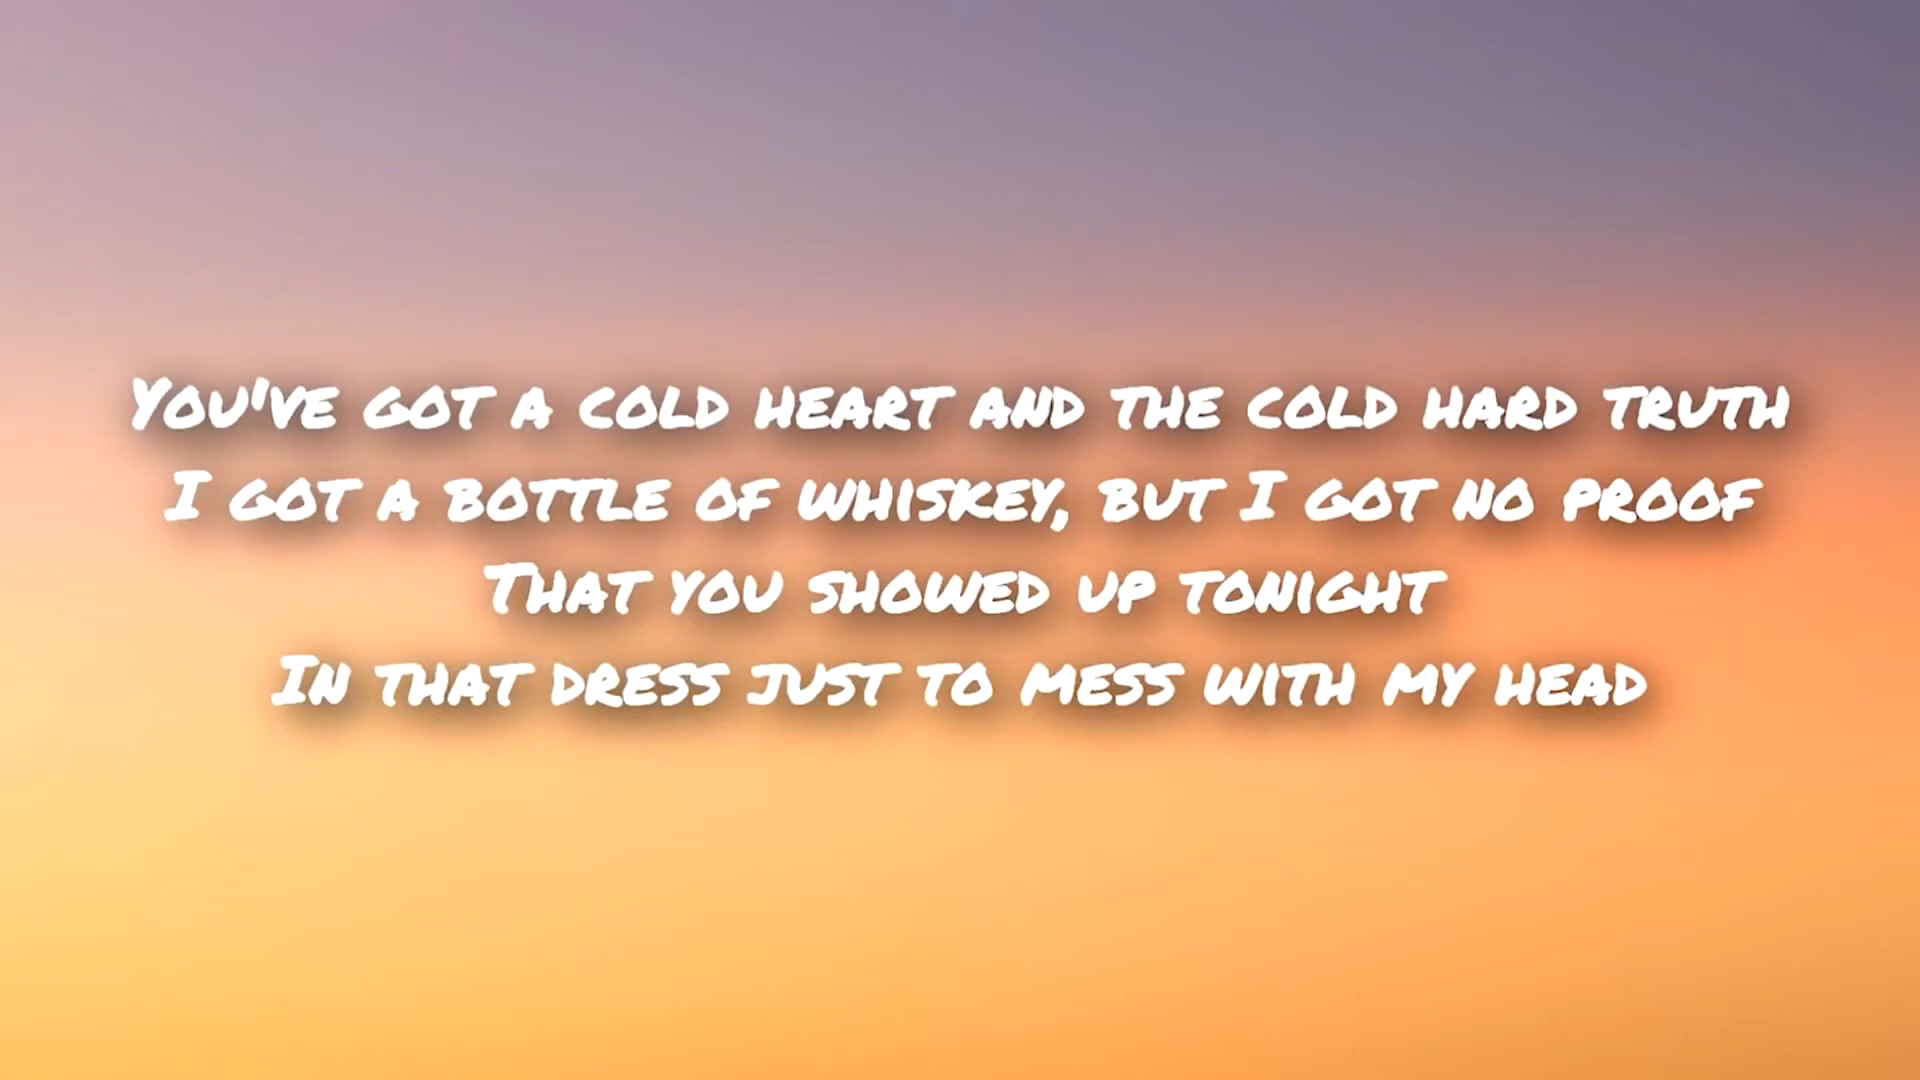 You've got a cold heart and the cold hard truth
I got a bottle of whiskey, but I got no proof
That you showed up tonight
In that dress just to mess with my head